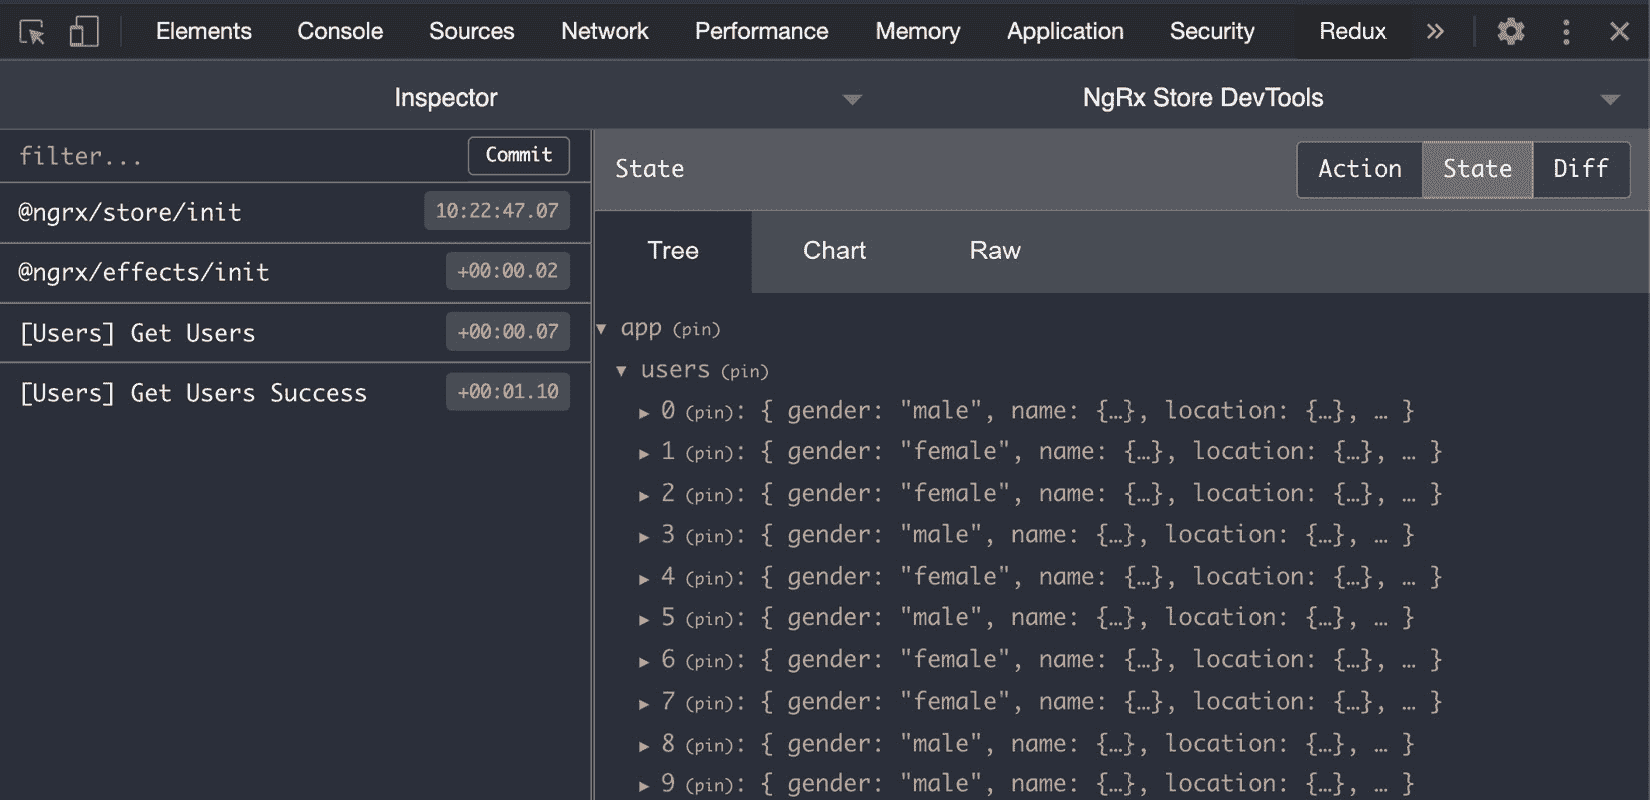 Elements Console Sources Network Performance Memory Application Security Redux »
Inspector
NgRx Store DevTools
filter...
Commit
@ngrx/store/init 10:22:47.07
@ngrx/effects/init +00:00.02
[Users] Get Users +00:00.07
[Users] Get Users Success +00:01.10
State
Action State Diff
Tree Chart Raw
▼ app (pin)
▼ users (pin)
▶ 0 (pin): { gender: "male", name: {…}, location: {…}, … }
▶ 1 (pin): { gender: "female", name: {…}, location: {…}, … }
▶ 2 (pin): { gender: "female", name: {…}, location: {…}, … }
▶ 3 (pin): { gender: "male", name: {…}, location: {…}, … }
▶ 4 (pin): { gender: "female", name: {…}, location: {…}, … }
▶ 5 (pin): { gender: "male", name: {…}, location: {…}, … }
▶ 6 (pin): { gender: "female", name: {…}, location: {…}, … }
▶ 7 (pin): { gender: "female", name: {…}, location: {…}, … }
▶ 8 (pin): { gender: "male", name: {…}, location: {…}, … }
▶ 9 (pin): { gender: "male", name: {…}, location: {…}, … }